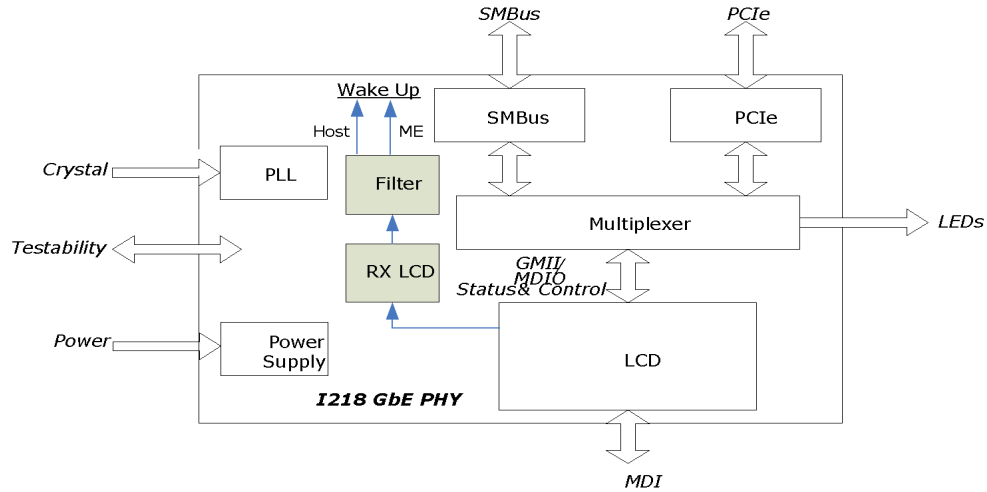 SMBus
PCIe
Wake Up
Host
ME
SMBus
PCIe
Crystal
PLL
Filter
Multiplexer
LEDs
Testability
RX LCD
GMII/
MDIO
Status& Control
Power
Power
Supply
LCD
I218 GbE PHY
MDI